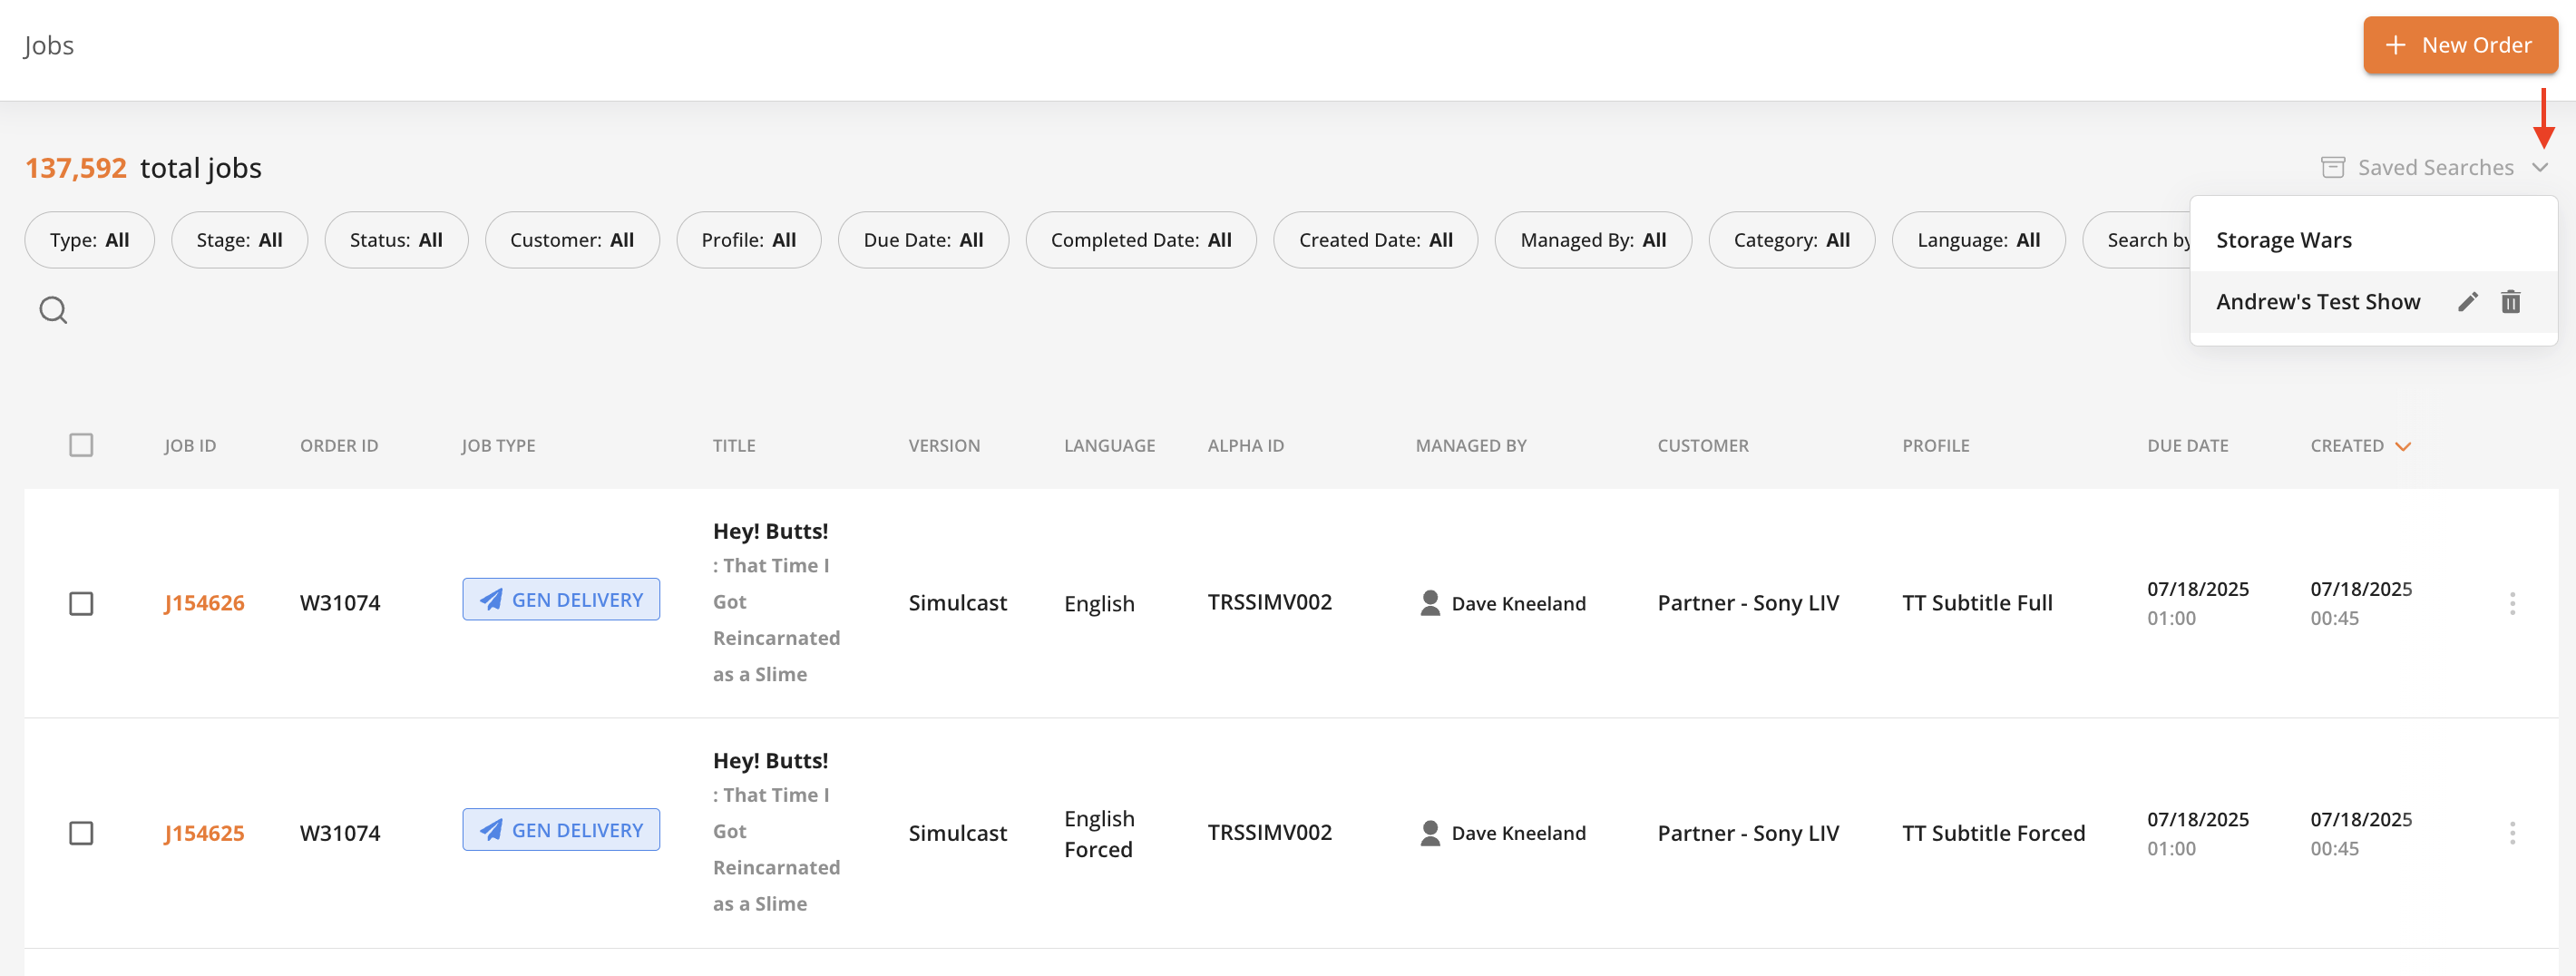 Jobs
New Order
137,592 total jobs
Saved Searches
Type: All
Stage: All
Status: All
Customer: All
Profile: All
Due Date: All
Completed Date: All
Created Date: All
Managed By: All
Category: All
Language: All
Search by
Storage Wars
Andrew's Test Show
JOB ID
ORDER ID
JOB TYPE
TITLE
VERSION
LANGUAGE
ALPHA ID
MANAGED BY
CUSTOMER
PROFILE
DUE DATE
CREATED
J154626
W31074
GEN DELIVERY
Hey! Butts!
: That Time I
Got
Reincarnated
as a Slime
Simulcast
English
TRSSIMV002
Dave Kneeland
Partner - Sony LIV
TT Subtitle Full
07/18/2025
01:00
07/18/2025
00:45
J154625
W31074
GEN DELIVERY
Hey! Butts!
: That Time I
Got
Reincarnated
as a Slime
Simulcast
English
Forced
TRSSIMV002
Dave Kneeland
Partner - Sony LIV
TT Subtitle Forced
07/18/2025
01:00
07/18/2025
00:45